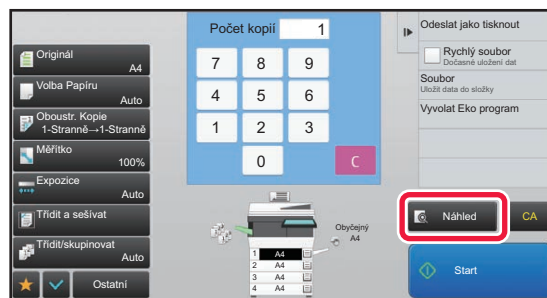 Originál
A4
Volba Papíru
Auto
Oboustr. Kopie
1-Stranně→1-Stranně
Měřítko
100%
Expozice
Auto
Třídit a sešívat
Třídit/skupinovat
Auto
Ostatní
Počet kopií 1
7 8 9
4 5 6
1 2 3
0 C
Obyčejný
A4
1 A4
2 A4
3 A4
4 A4
Odeslat jako tisknout
Rychlý soubor
Dočasné uložení dat
Soubor
Uložit data do složky
Vyvolat Eko program
Náhled
CA
Start